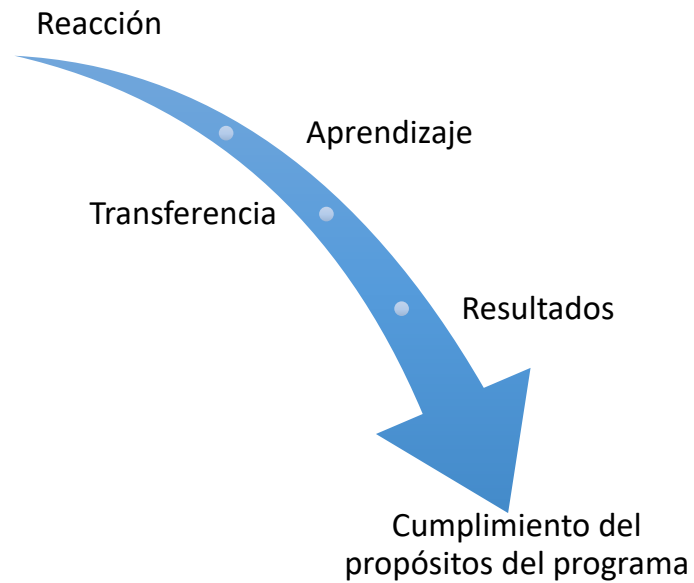 Reacción
Aprendizaje
Transferencia
Resultados
Cumplimiento del
propósitos del programa